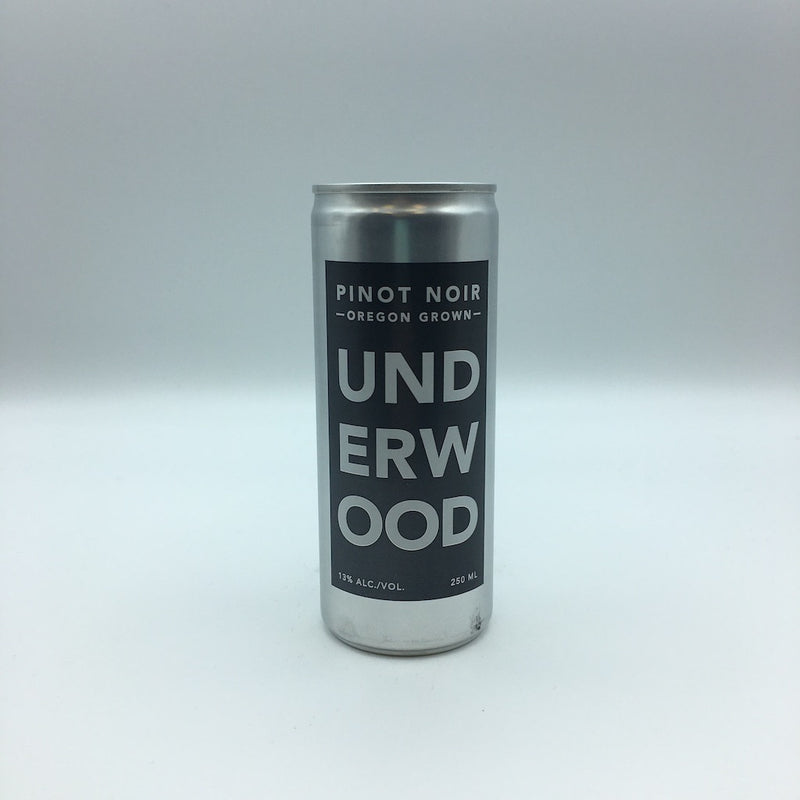 PINOT NOIR
—OREGON GROWN—
UND
ERW
OOD
13% ALC./VOL. 250 ML